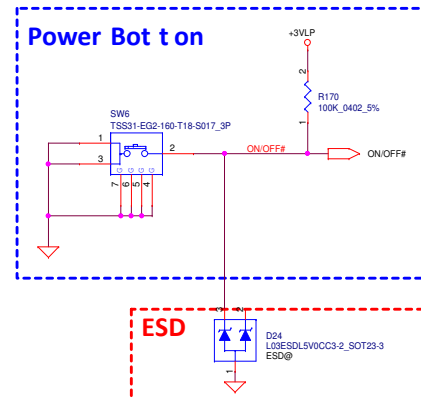 Power Bot t on
+3VLP
2
R170
100K_0402_5%
1
SW6
TSS31-EG2-160-T18-S017_3P
1
3
2
ON/OFF#
ON/OFF#
G G G G
7 6 5 4
ESD
3 2
D24
L03ESDL5V0CC3-2_SOT23-3
ESD@
1